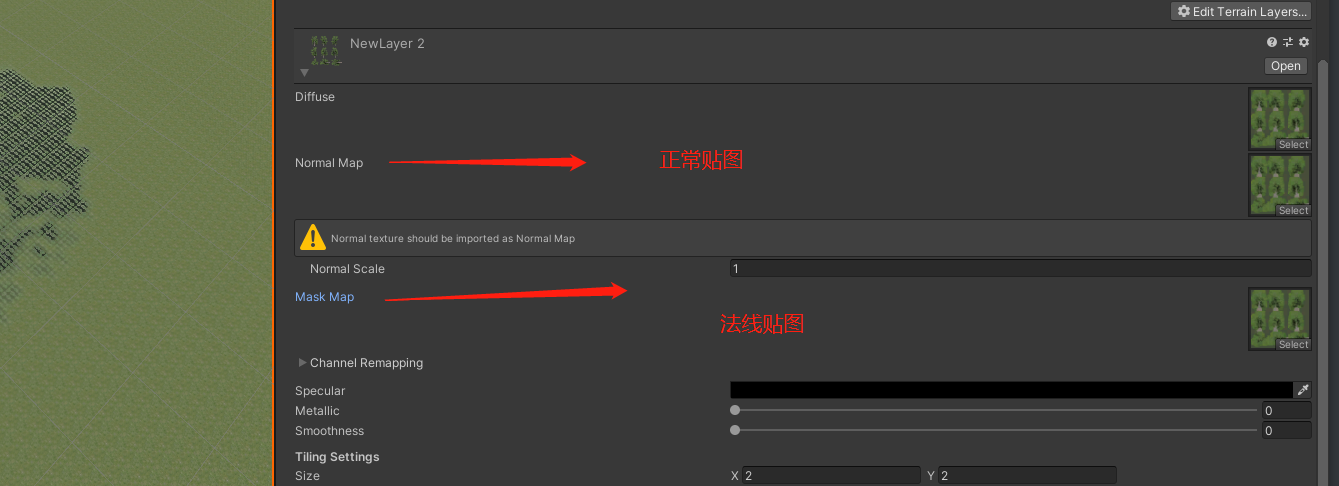 Edit Terrain Layers...
NewLayer 2
Open
Diffuse
Select
Normal Map
正常贴图
Select
Normal texture should be imported as Normal Map
Normal Scale
1
Mask Map
法线贴图
Select
Channel Remapping
Specular
Metallic
0
Smoothness
0
Tiling Settings
Size
X 2
Y 2